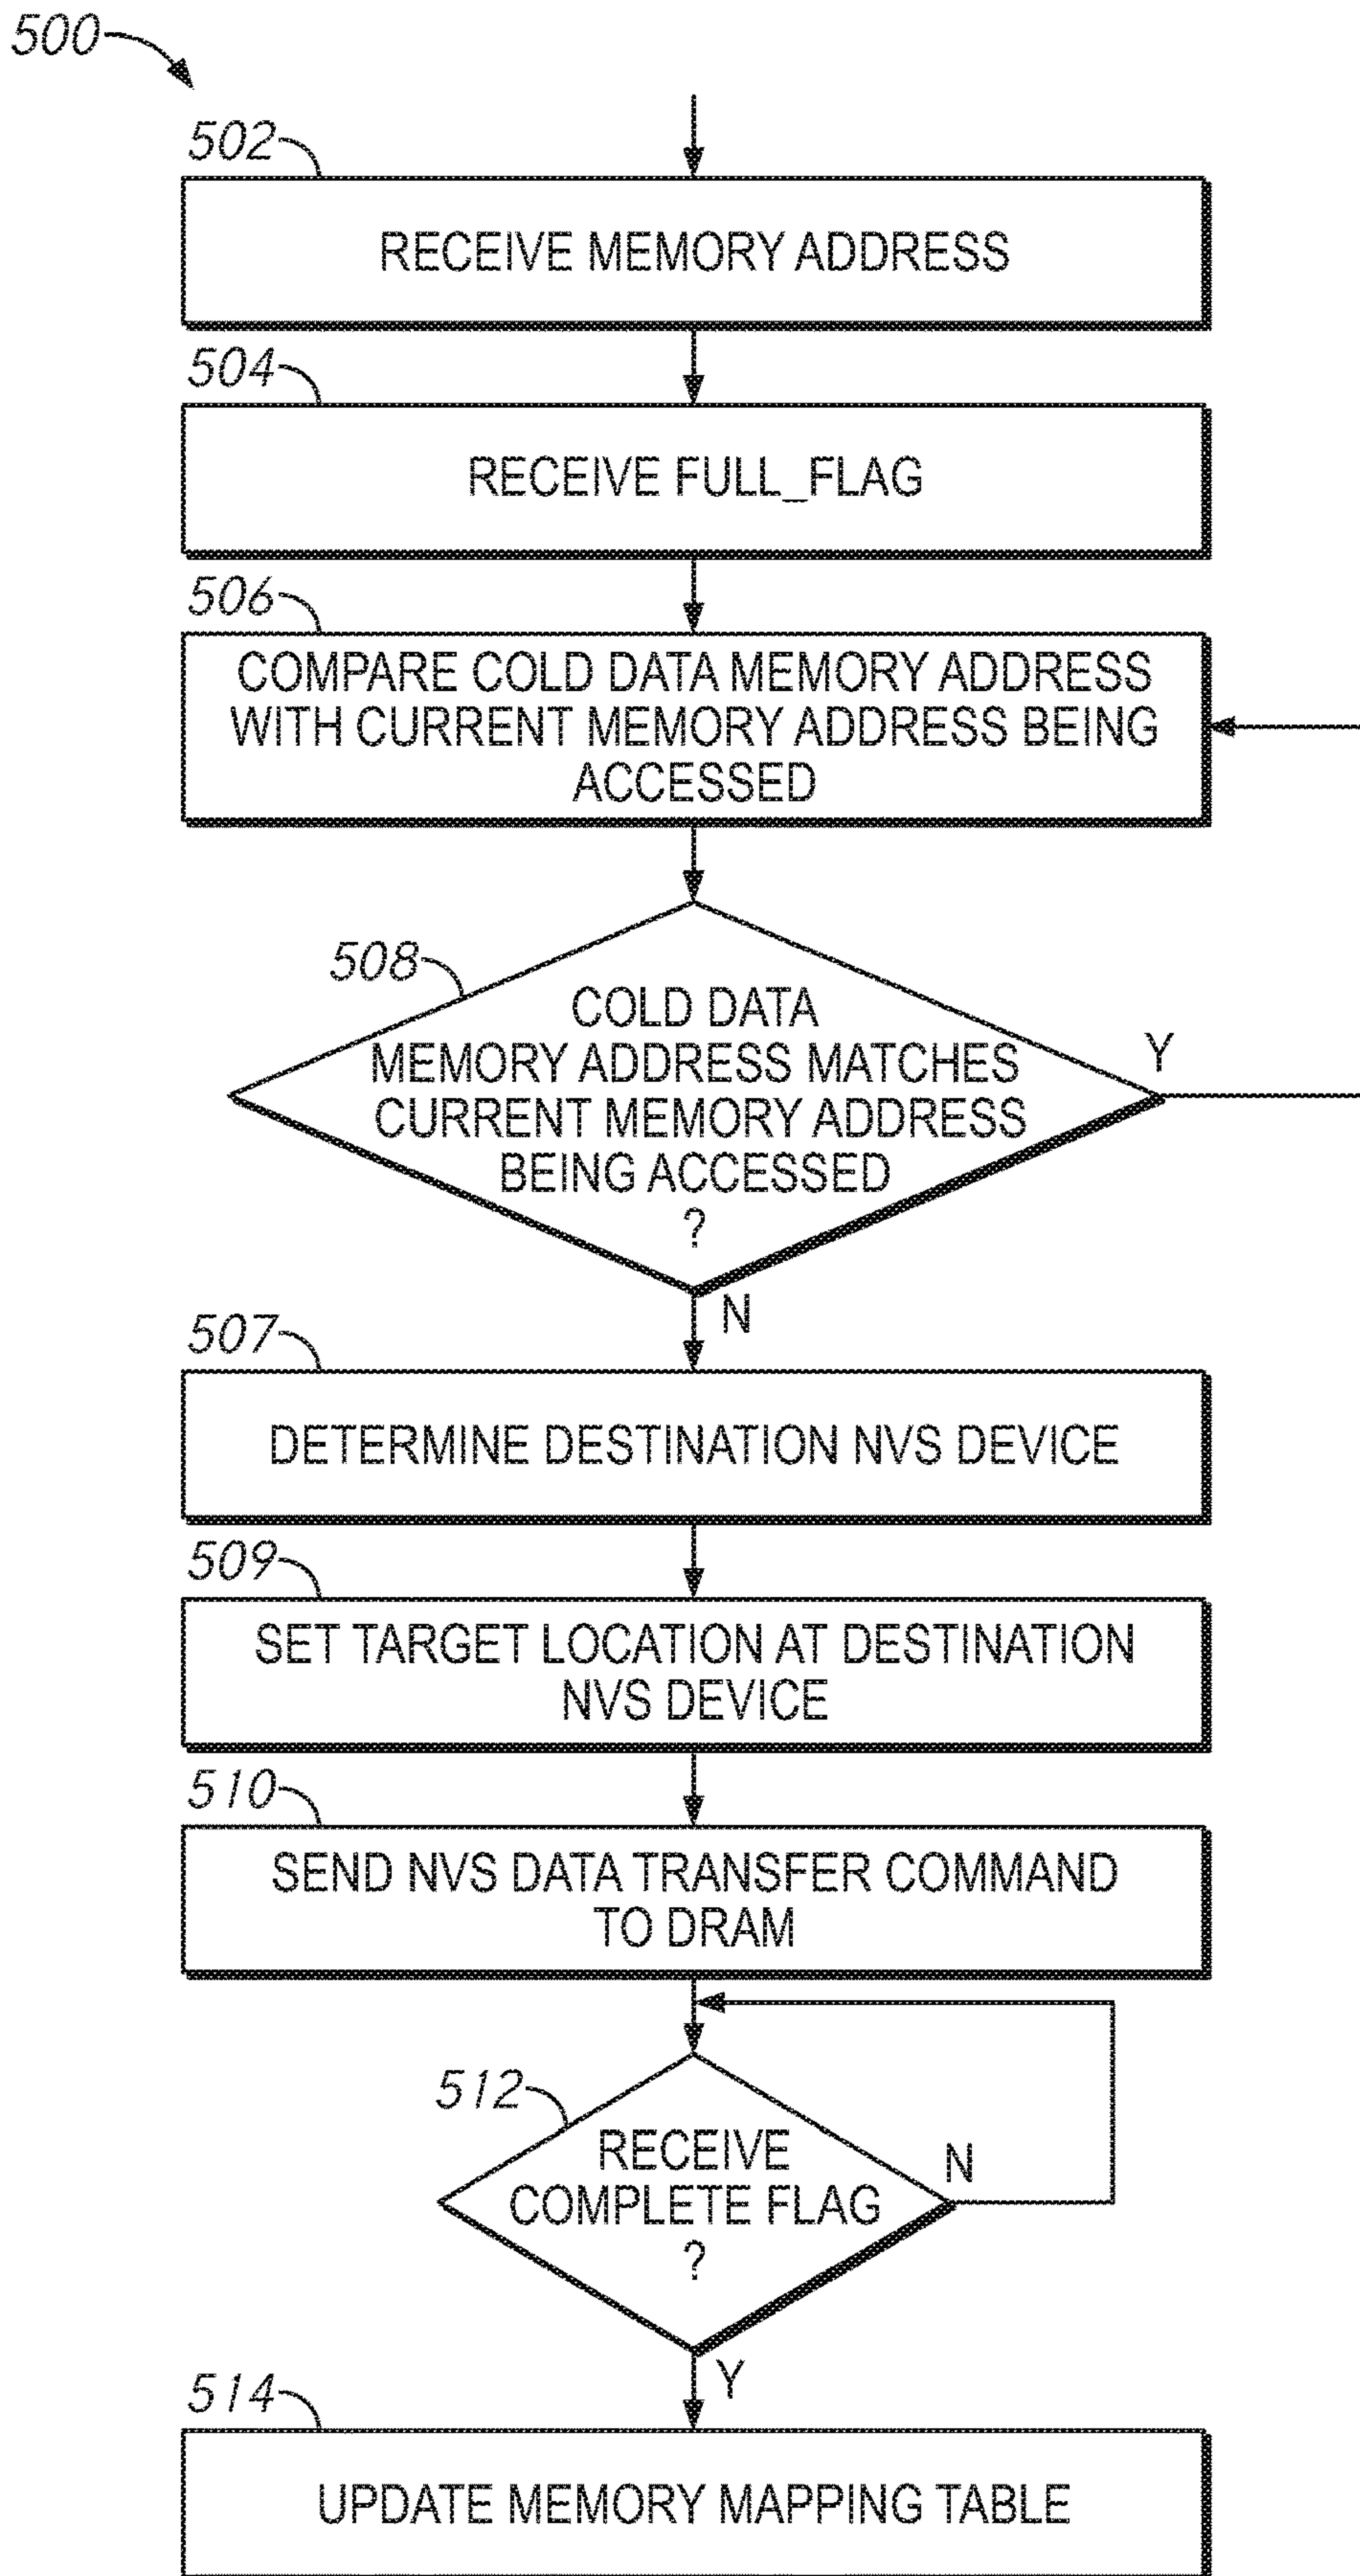 500
502
RECEIVE MEMORY ADDRESS
504
RECEIVE FULL_FLAG
506
COMPARE COLD DATA MEMORY ADDRESS
WITH CURRENT MEMORY ADDRESS BEING
ACCESSED
508
COLD DATA
MEMORY ADDRESS MATCHES
CURRENT MEMORY ADDRESS
BEING ACCESSED
?
Y
N
507
DETERMINE DESTINATION NVS DEVICE
509
SET TARGET LOCATION AT DESTINATION
NVS DEVICE
510
SEND NVS DATA TRANSFER COMMAND
TO DRAM
512
RECEIVE
COMPLETE FLAG
?
N
Y
514
UPDATE MEMORY MAPPING TABLE